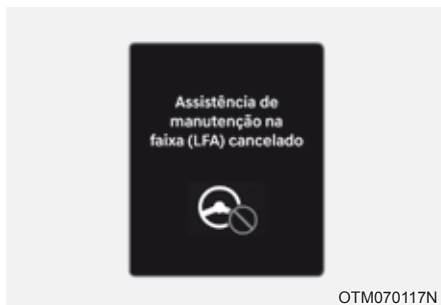 Assistência de
manutenção na
faixa (LFA) cancelado
OTM070117N